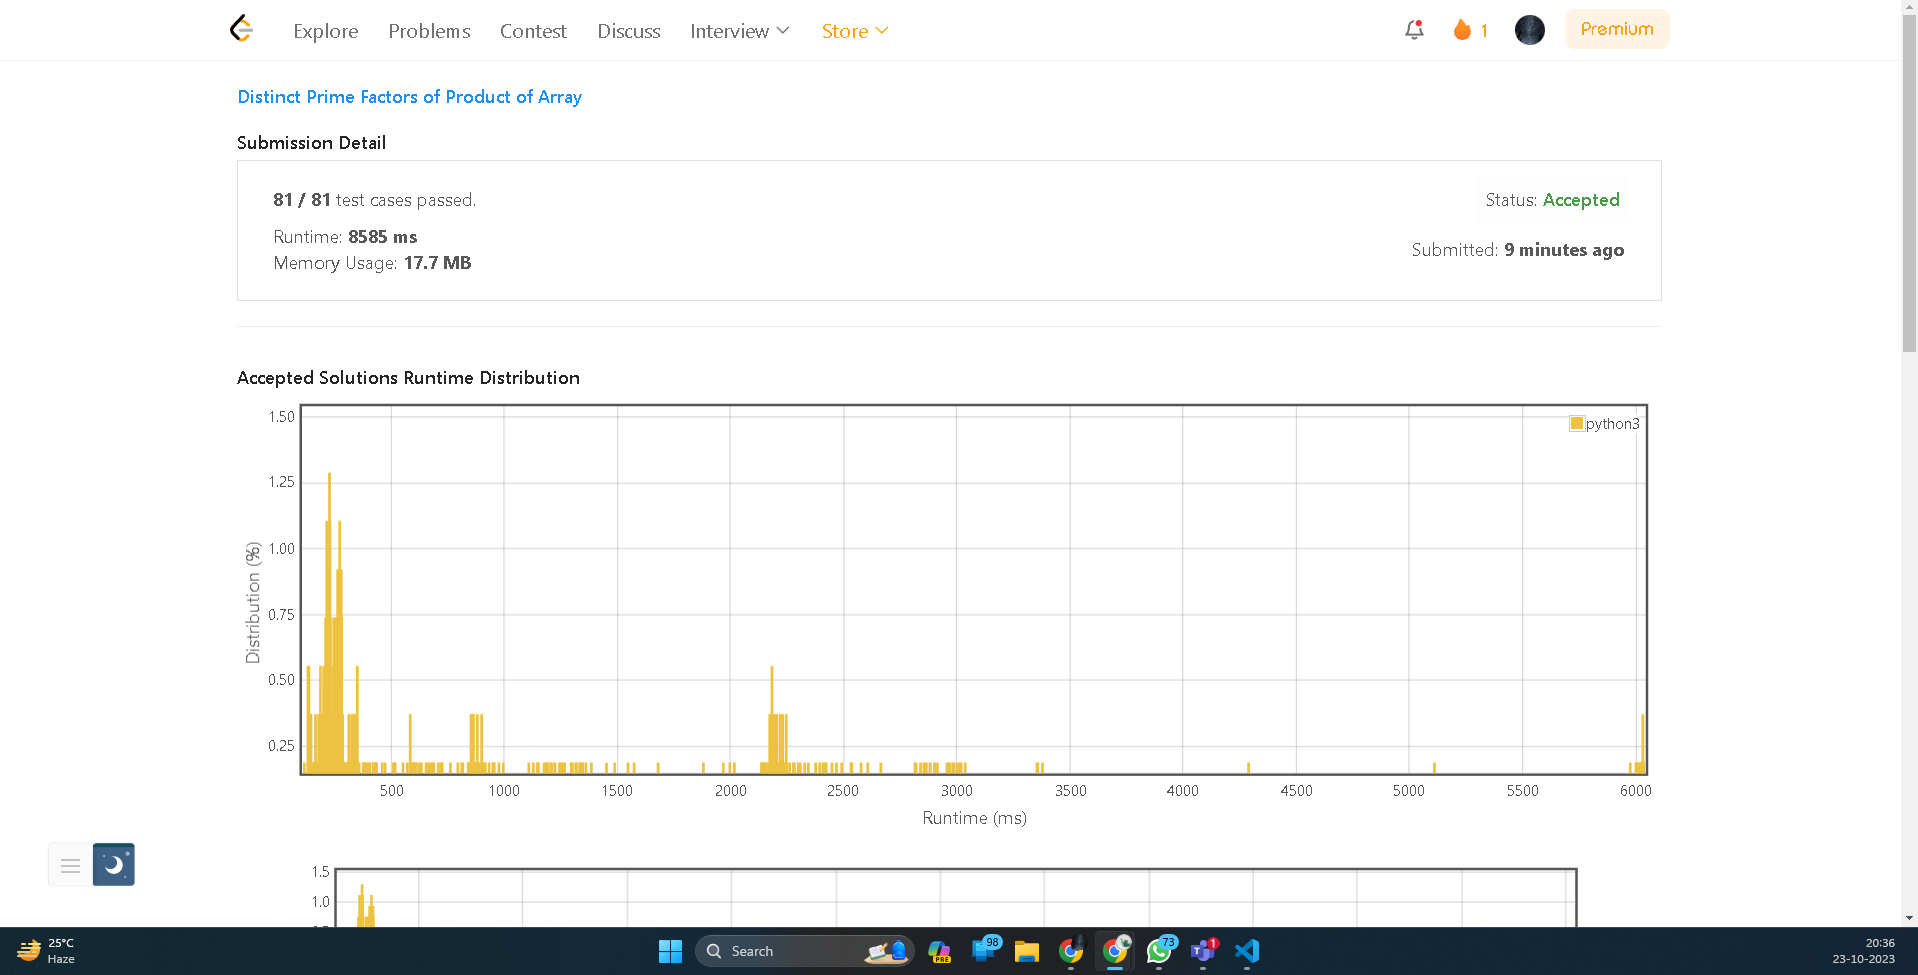 Explore Problems Contest Discuss Interview Store 1 Premium
Distinct Prime Factors of Product of Array
Submission Detail
81 / 81 test cases passed. Status: Accepted
Runtime: 8585 ms
Submitted: 9 minutes ago
Memory Usage: 17.7 MB
Accepted Solutions Runtime Distribution
1.50
python3
1.25
1.00
Distribution (%)
0.75
0.50
0.25
500 1000 1500 2000 2500 3000 3500 4000 4500 5000 5500 6000
Runtime (ms)
1.5
1.0
25°C
Haze
Search
PRE
98
73
1
20:36
23-10-2023